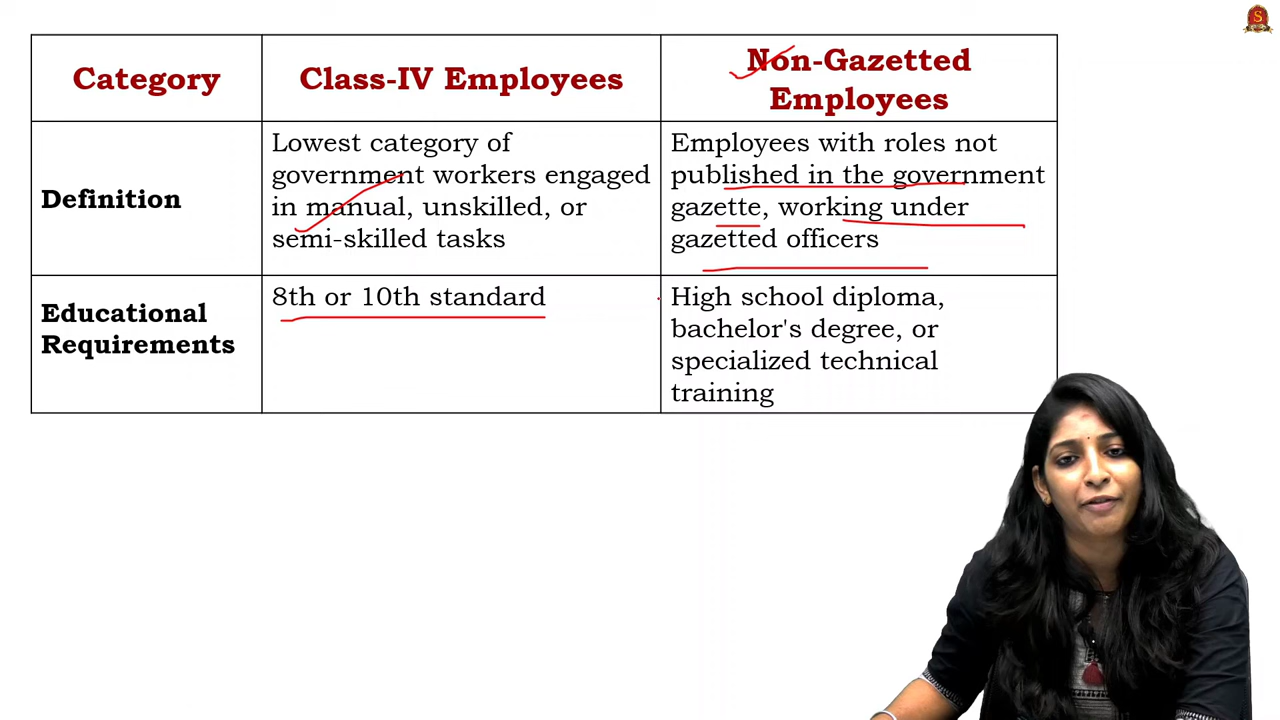 Category
Class-IV Employees
Non-Gazetted
Employees
Definition
Lowest category of
government workers engaged
in manual, unskilled, or
semi-skilled tasks
Employees with roles not
published in the government
gazette, working under
gazetted officers
Educational
Requirements
8th or 10th standard
High school diploma,
bachelor's degree, or
specialized technical
training
S